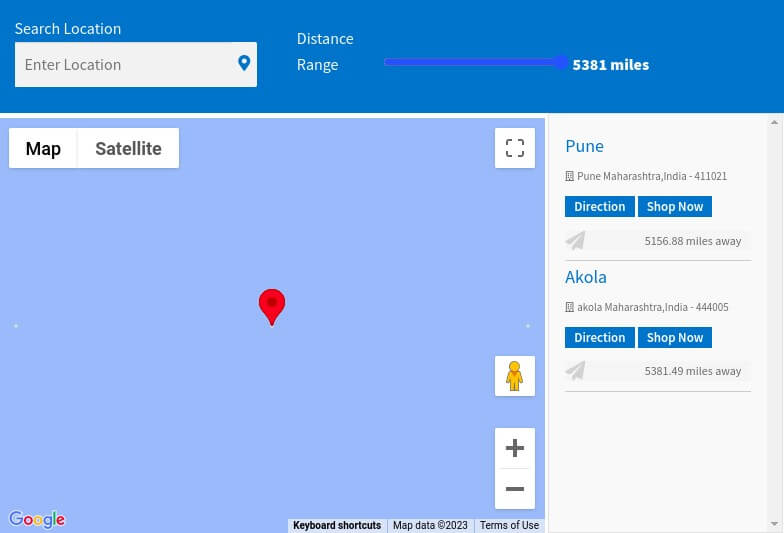 Search Location
Enter Location
Distance
Range
5381 miles
Map
Satellite
Pune
Pune Maharashtra,India - 411021
Direction
Shop Now
5156.88 miles away
Akola
akola Maharashtra,India - 444005
Direction
Shop Now
5381.49 miles away
Google
Keyboard shortcuts
Map data ©2023
Terms of Use